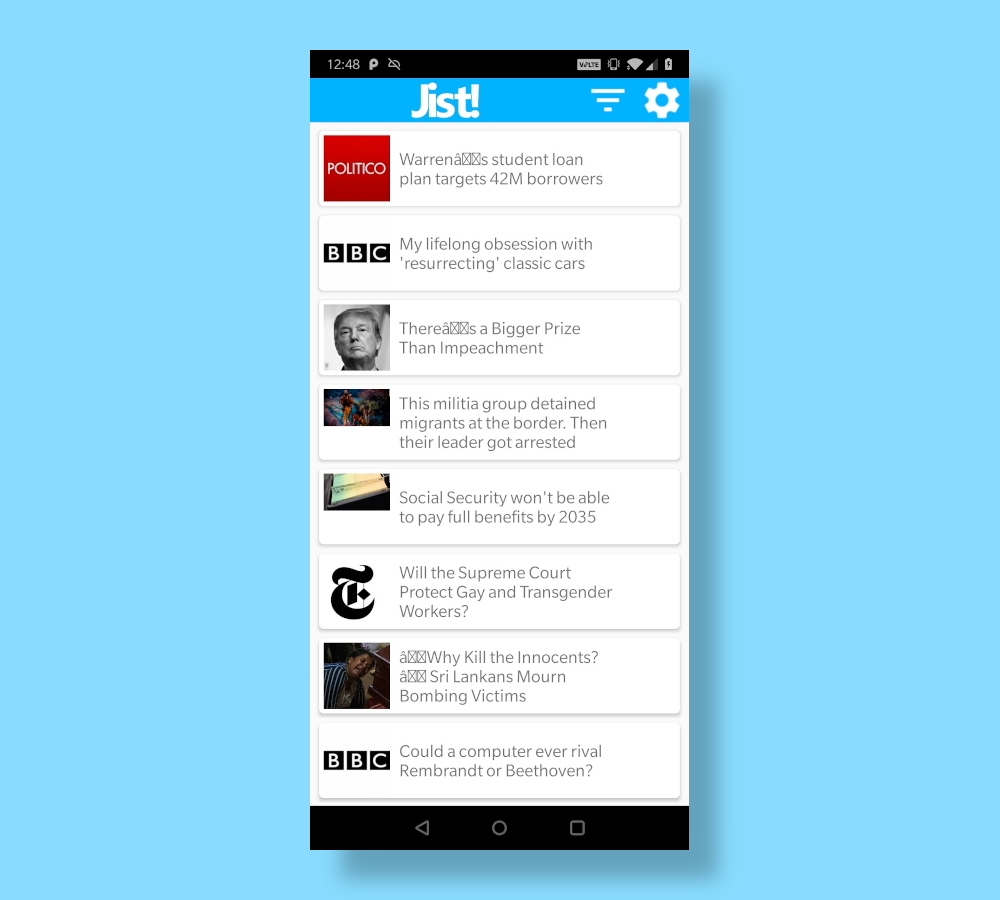 12:48
VoLTE
Jist!
POLITICO
Warrenâ��s student loan
plan targets 42M borrowers
BBC
My lifelong obsession with
'resurrecting' classic cars
Thereâ��s a Bigger Prize
Than Impeachment
This militia group detained
migrants at the border. Then
their leader got arrested
Social Security won't be able
to pay full benefits by 2035
T
Will the Supreme Court
Protect Gay and Transgender
Workers?
â��Why Kill the Innocents?
â�� Sri Lankans Mourn
Bombing Victims
BBC
Could a computer ever rival
Rembrandt or Beethoven?